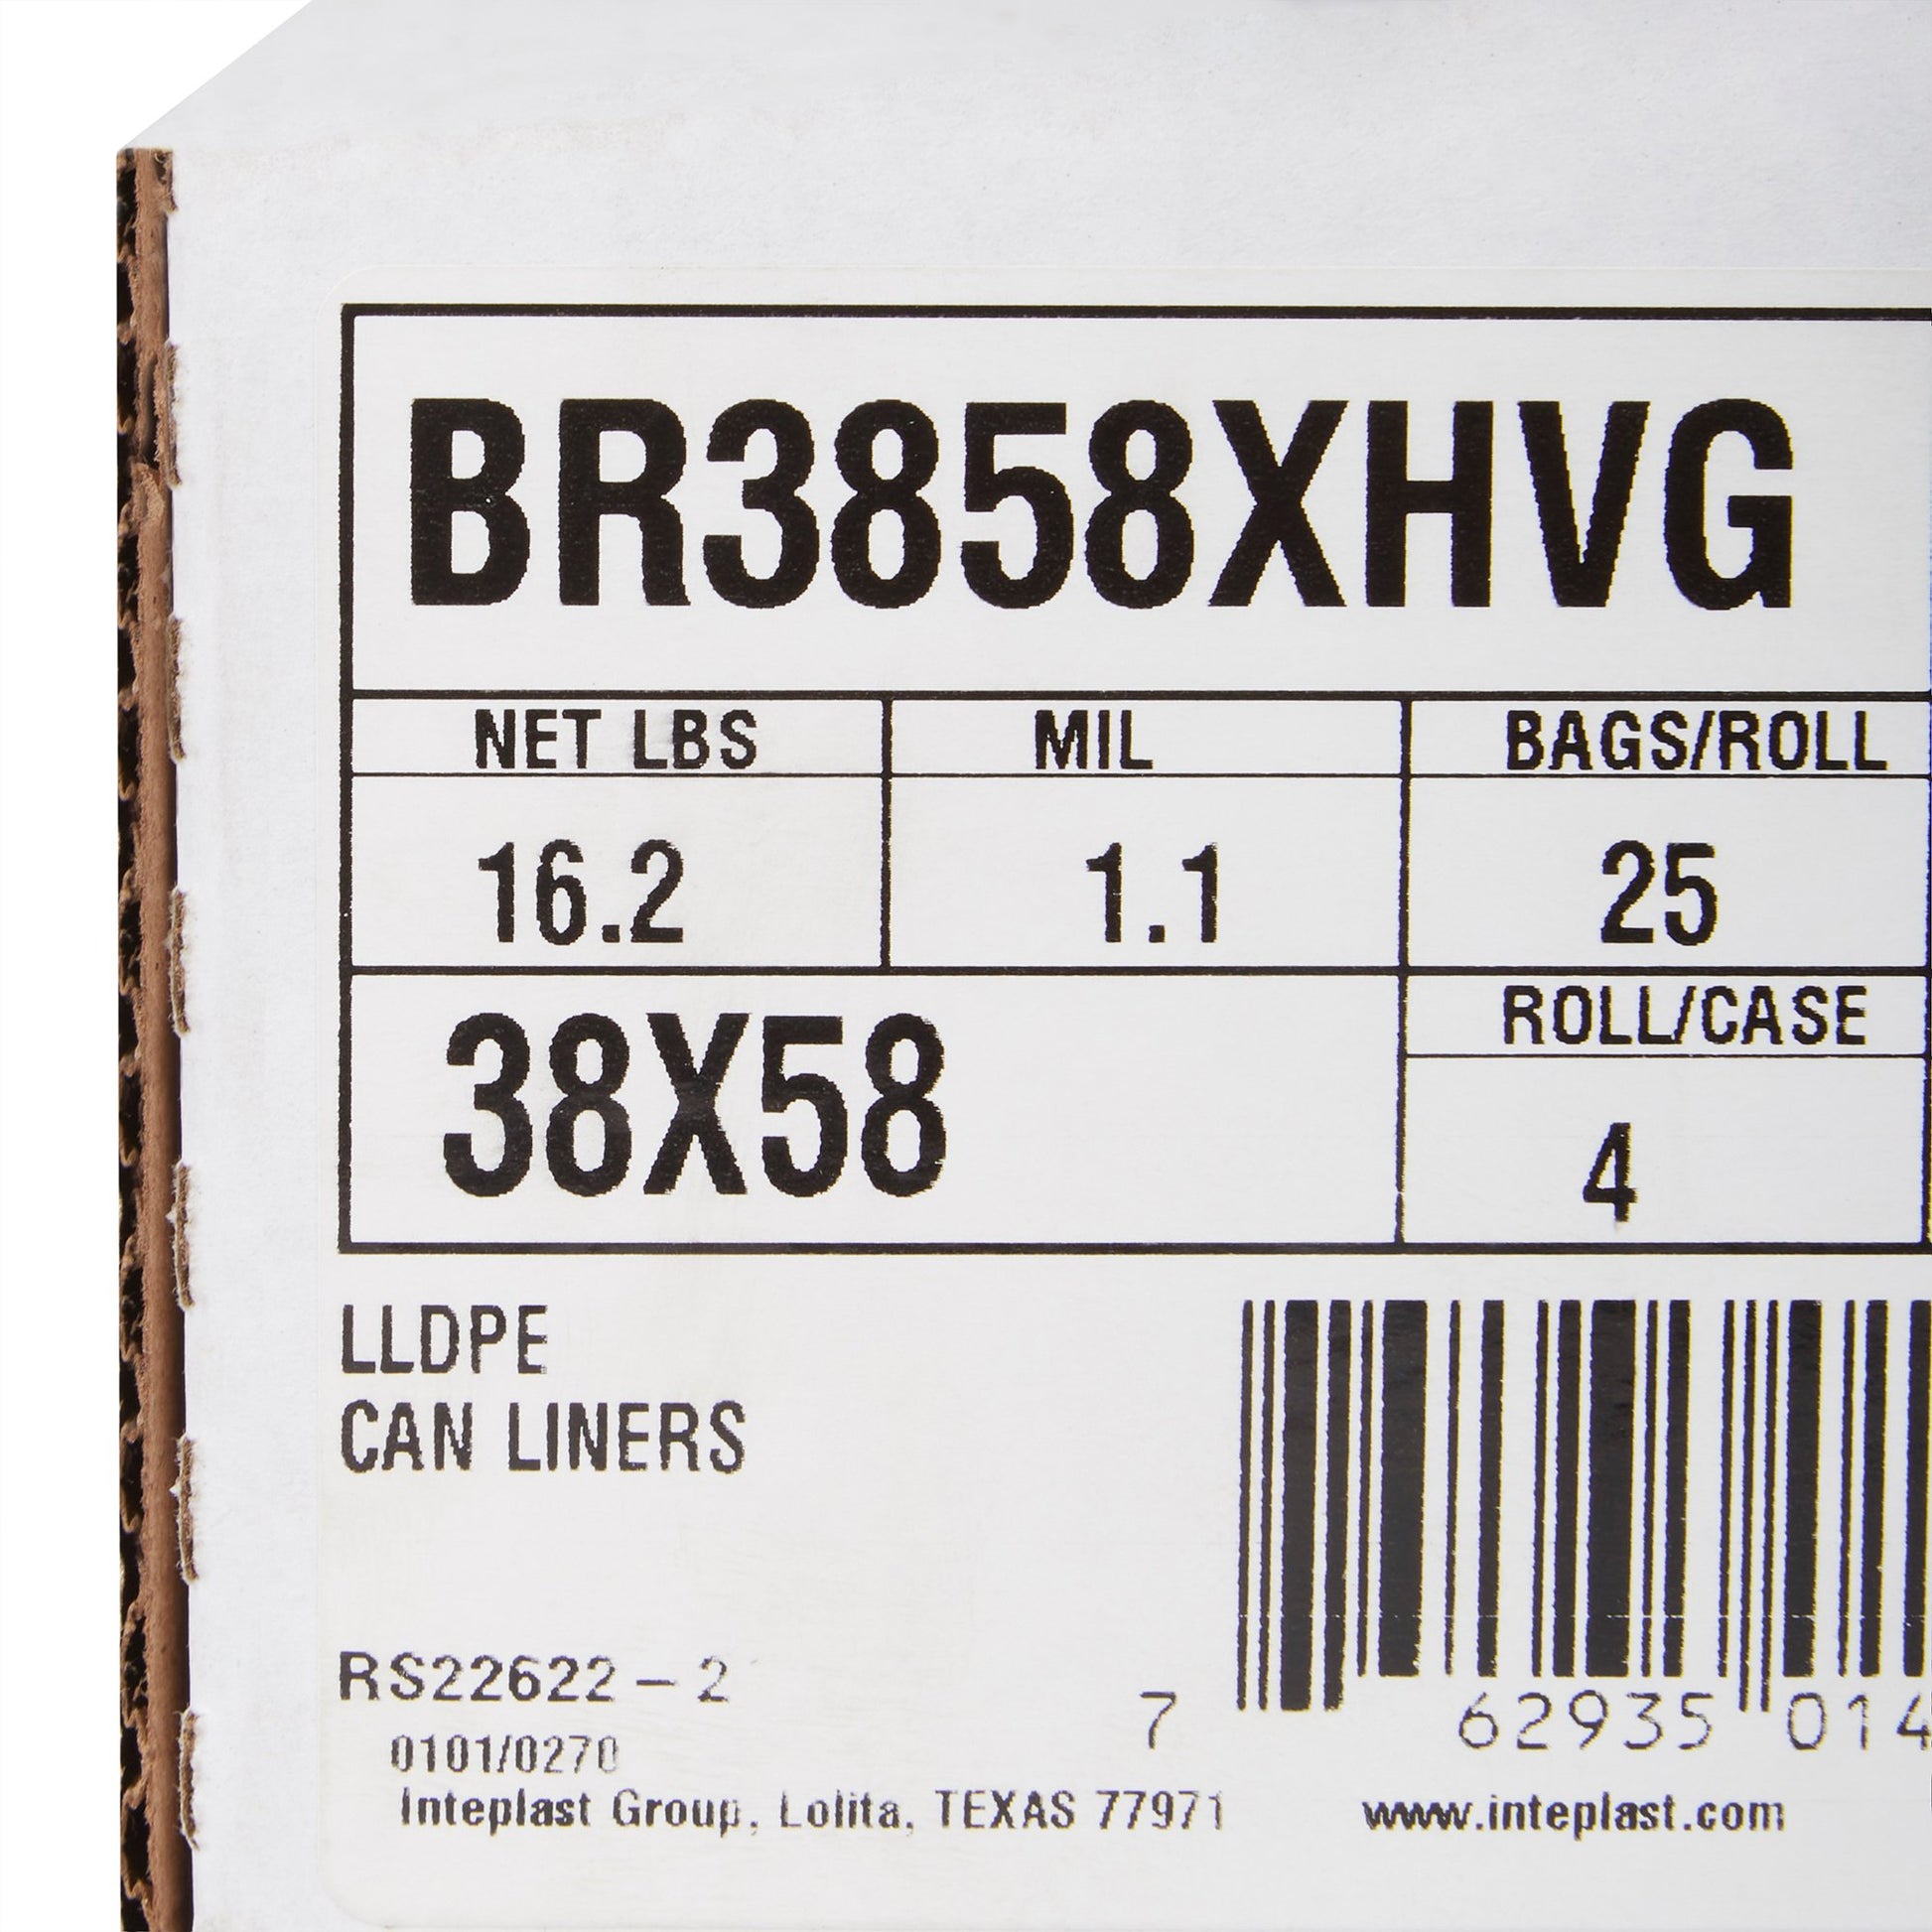 BR3858XHVG
NET LBS MIL BAGS/ROLL
16.2 1.1 25
38X58 ROLL/CASE
4
LLDPE
CAN LINERS
RS22622 – 2
7 62935 014
0101/0270
Inteplast Group, Lolita, TEXAS 77971 www.inteplast.com